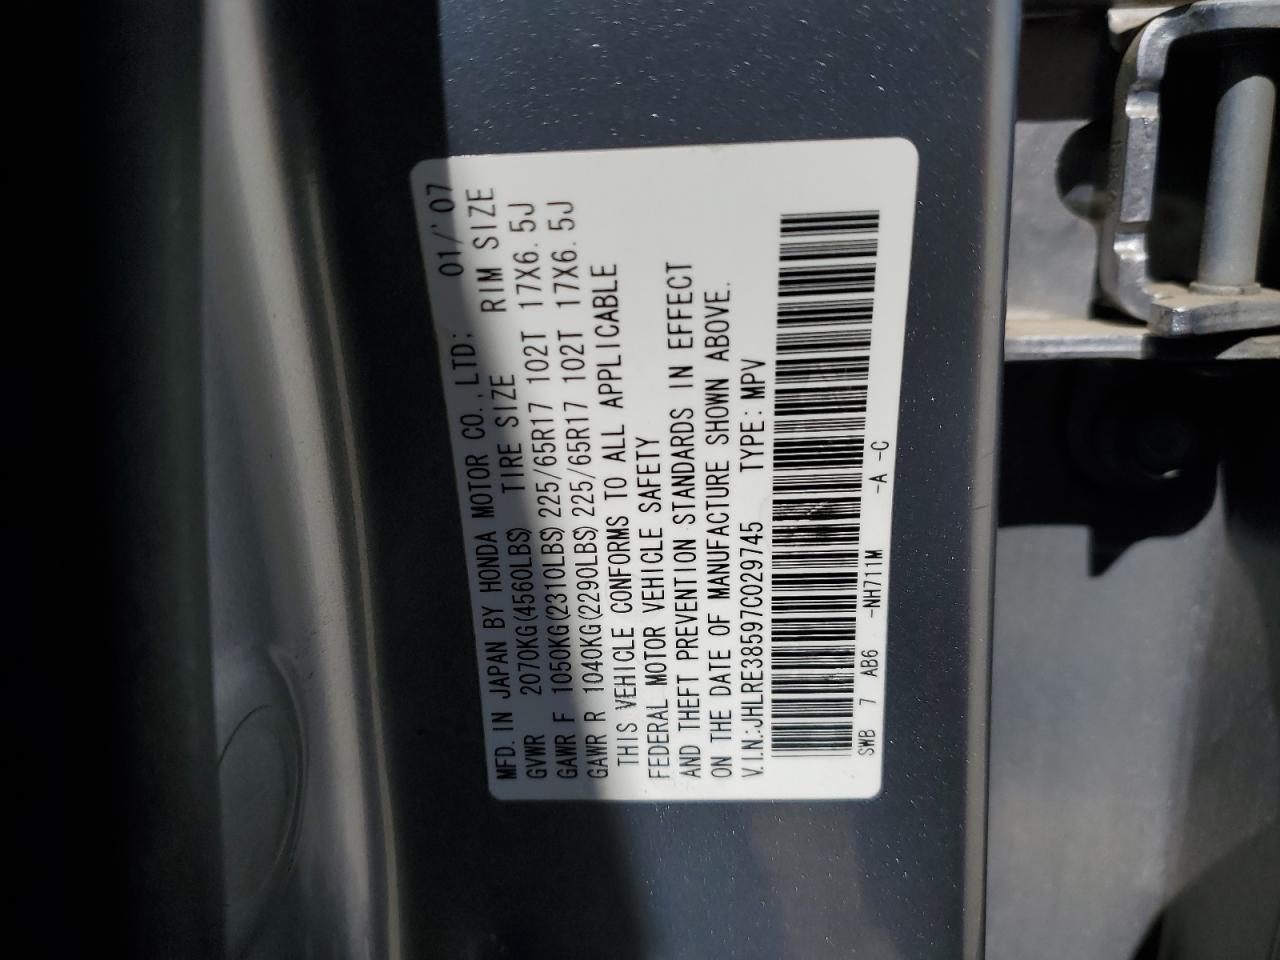 MFD. IN JAPAN BY HONDA MOTOR CO., LTD: 01/'07
GVWR 2070KG(4560LBS) TIRE SIZE RIM SIZE
GAWR F 1050KG(2310LBS) 225/65R17 102T 17X6.5J
GAWR R 1040KG(2290LBS) 225/65R17 102T 17X6.5J
THIS VEHICLE CONFORMS TO ALL APPLICABLE
FEDERAL MOTOR VEHICLE SAFETY
AND THEFT PREVENTION STANDARDS IN EFFECT
ON THE DATE OF MANUFACTURE SHOWN ABOVE.
V.I.N.:JHLRE38597C029745 TYPE: MPV
SWB 7 AB6 -NH711M -A -C